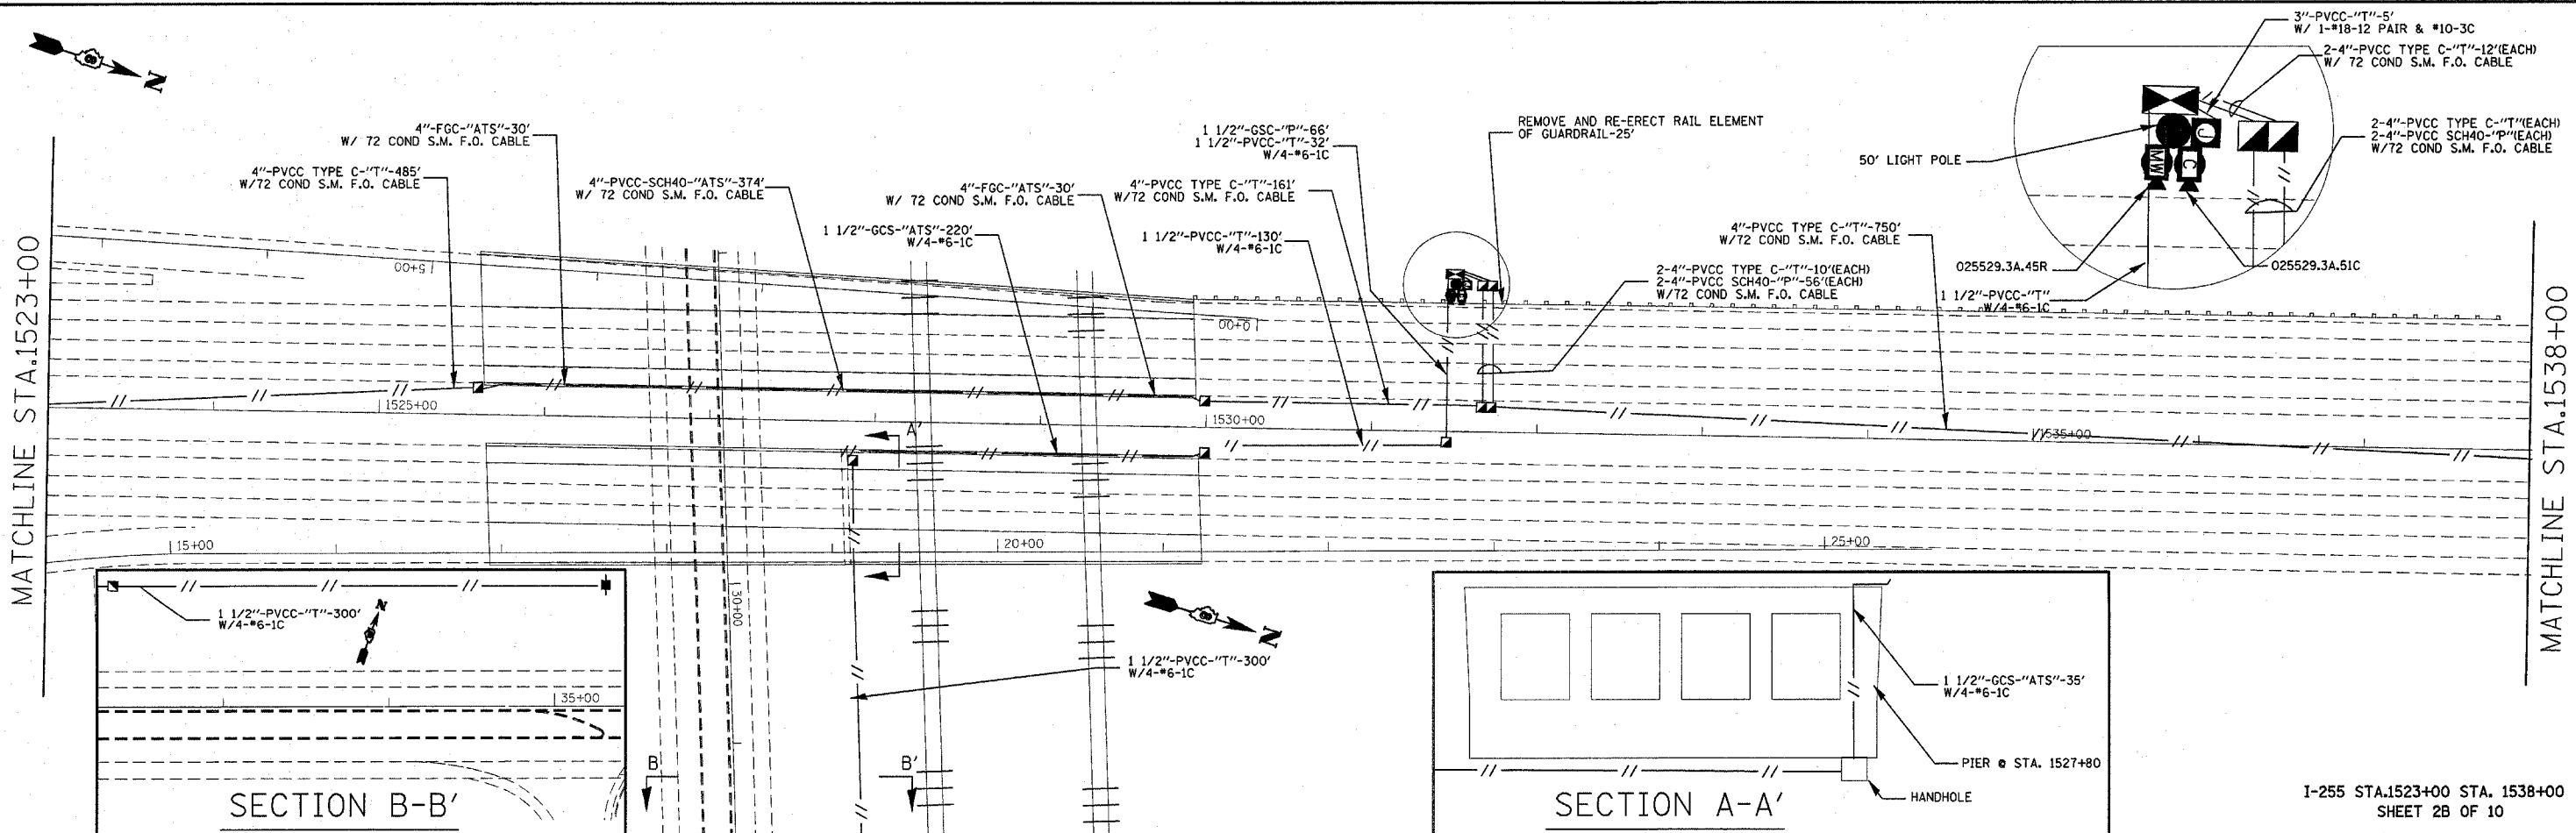 3"-PVCC-"T"-5'
W/ 1-#18-12 PAIR & #10-3C
2-4"-PVCC TYPE C-"T"-12'(EACH)
W/ 72 COND S.M. F.O. CABLE
N
4"-FGC-"ATS"-30'
W/ 72 COND S.M. F.O. CABLE
1 1/2"-GSC-"P"-66'
1 1/2"-PVCC-"T"-32'
W/4-#6-1C
REMOVE AND RE-ERECT RAIL ELEMENT
OF GUARDRAIL-25'
J
2-4"-PVCC TYPE C-"T"(EACH)
2-4"-PVCC SCH40-"P"(EACH)
W/72 COND S.M. F.O. CABLE
50' LIGHT POLE
MW
C
4"-PVCC TYPE C-"T"-485'
W/72 COND S.M. F.O. CABLE
4"-PVCC-SCH40-"ATS"-374'
W/ 72 COND S.M. F.O. CABLE
4"-FGC-"ATS"-30'
W/ 72 COND S.M. F.O. CABLE
4"-PVCC TYPE C-"T"-161'
W/72 COND S.M. F.O. CABLE
1 1/2"-GCS-"ATS"-220'
W/4-#6-1C
1 1/2"-PVCC-"T"-130'
W/4-#6-1C
4"-PVCC TYPE C-"T"-750'
W/72 COND S.M. F.O. CABLE
2-4"-PVCC TYPE C-"T"-10'(EACH)
2-4"-PVCC SCH40-"P"-56'(EACH)
W/72 COND S.M. F.O. CABLE
025529.3A.45R
025529.3A.51C
1 1/2"-PVCC-"T"
W/4-#6-1C
MATCHLINE STA.1523+00
MATCHLINE STA.1538+00
5+00
0+00
1525+00
1530+00
1535+00
A'
15+00
20+00
25+00
1 1/2"-PVCC-"T"-300'
W/4-#6-1C
N
35+00
SECTION B-B'
30+00
B
B'
N
1 1/2"-PVCC-"T"-300'
W/4-#6-1C
1 1/2"-GCS-"ATS"-35'
W/4-#6-1C
PIER @ STA. 1527+80
HANDHOLE
SECTION A-A'
I-255 STA.1523+00 STA. 1538+00
SHEET 2B OF 10